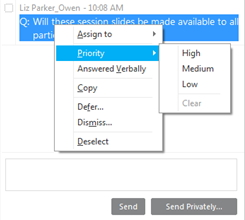 Liz Parker_Owen - 10:08 AM
Q: Will these session slides be made available to all
parti
Assign to
Priority
Answered Verbally
Copy
Defer...
Dismiss...
Deselect
High
Medium
Low
Clear
Send
Send Privately...